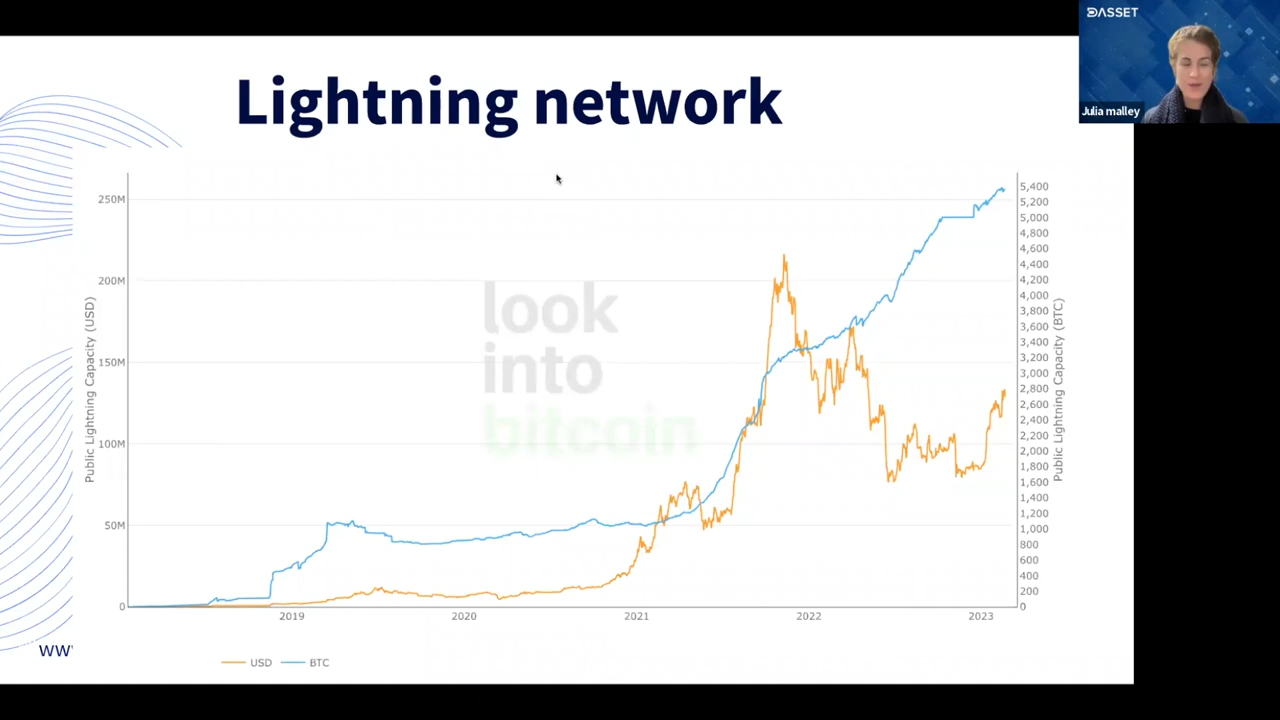 DASSET
Julia malley
Lightning network
Public Lightning Capacity (USD)
250M
200M
150M
100M
50M
0
look
into
bitcoin
5,400
5,200
5,000
4,800
4,600
4,400
4,200
4,000
3,800
3,600
3,400
3,200
3,000
2,800
2,600
2,400
2,200
2,000
1,800
1,600
1,400
1,200
1,000
800
600
400
200
0
Public Lightning Capacity (BTC)
2019 2020 2021 2022 2023
USD BTC